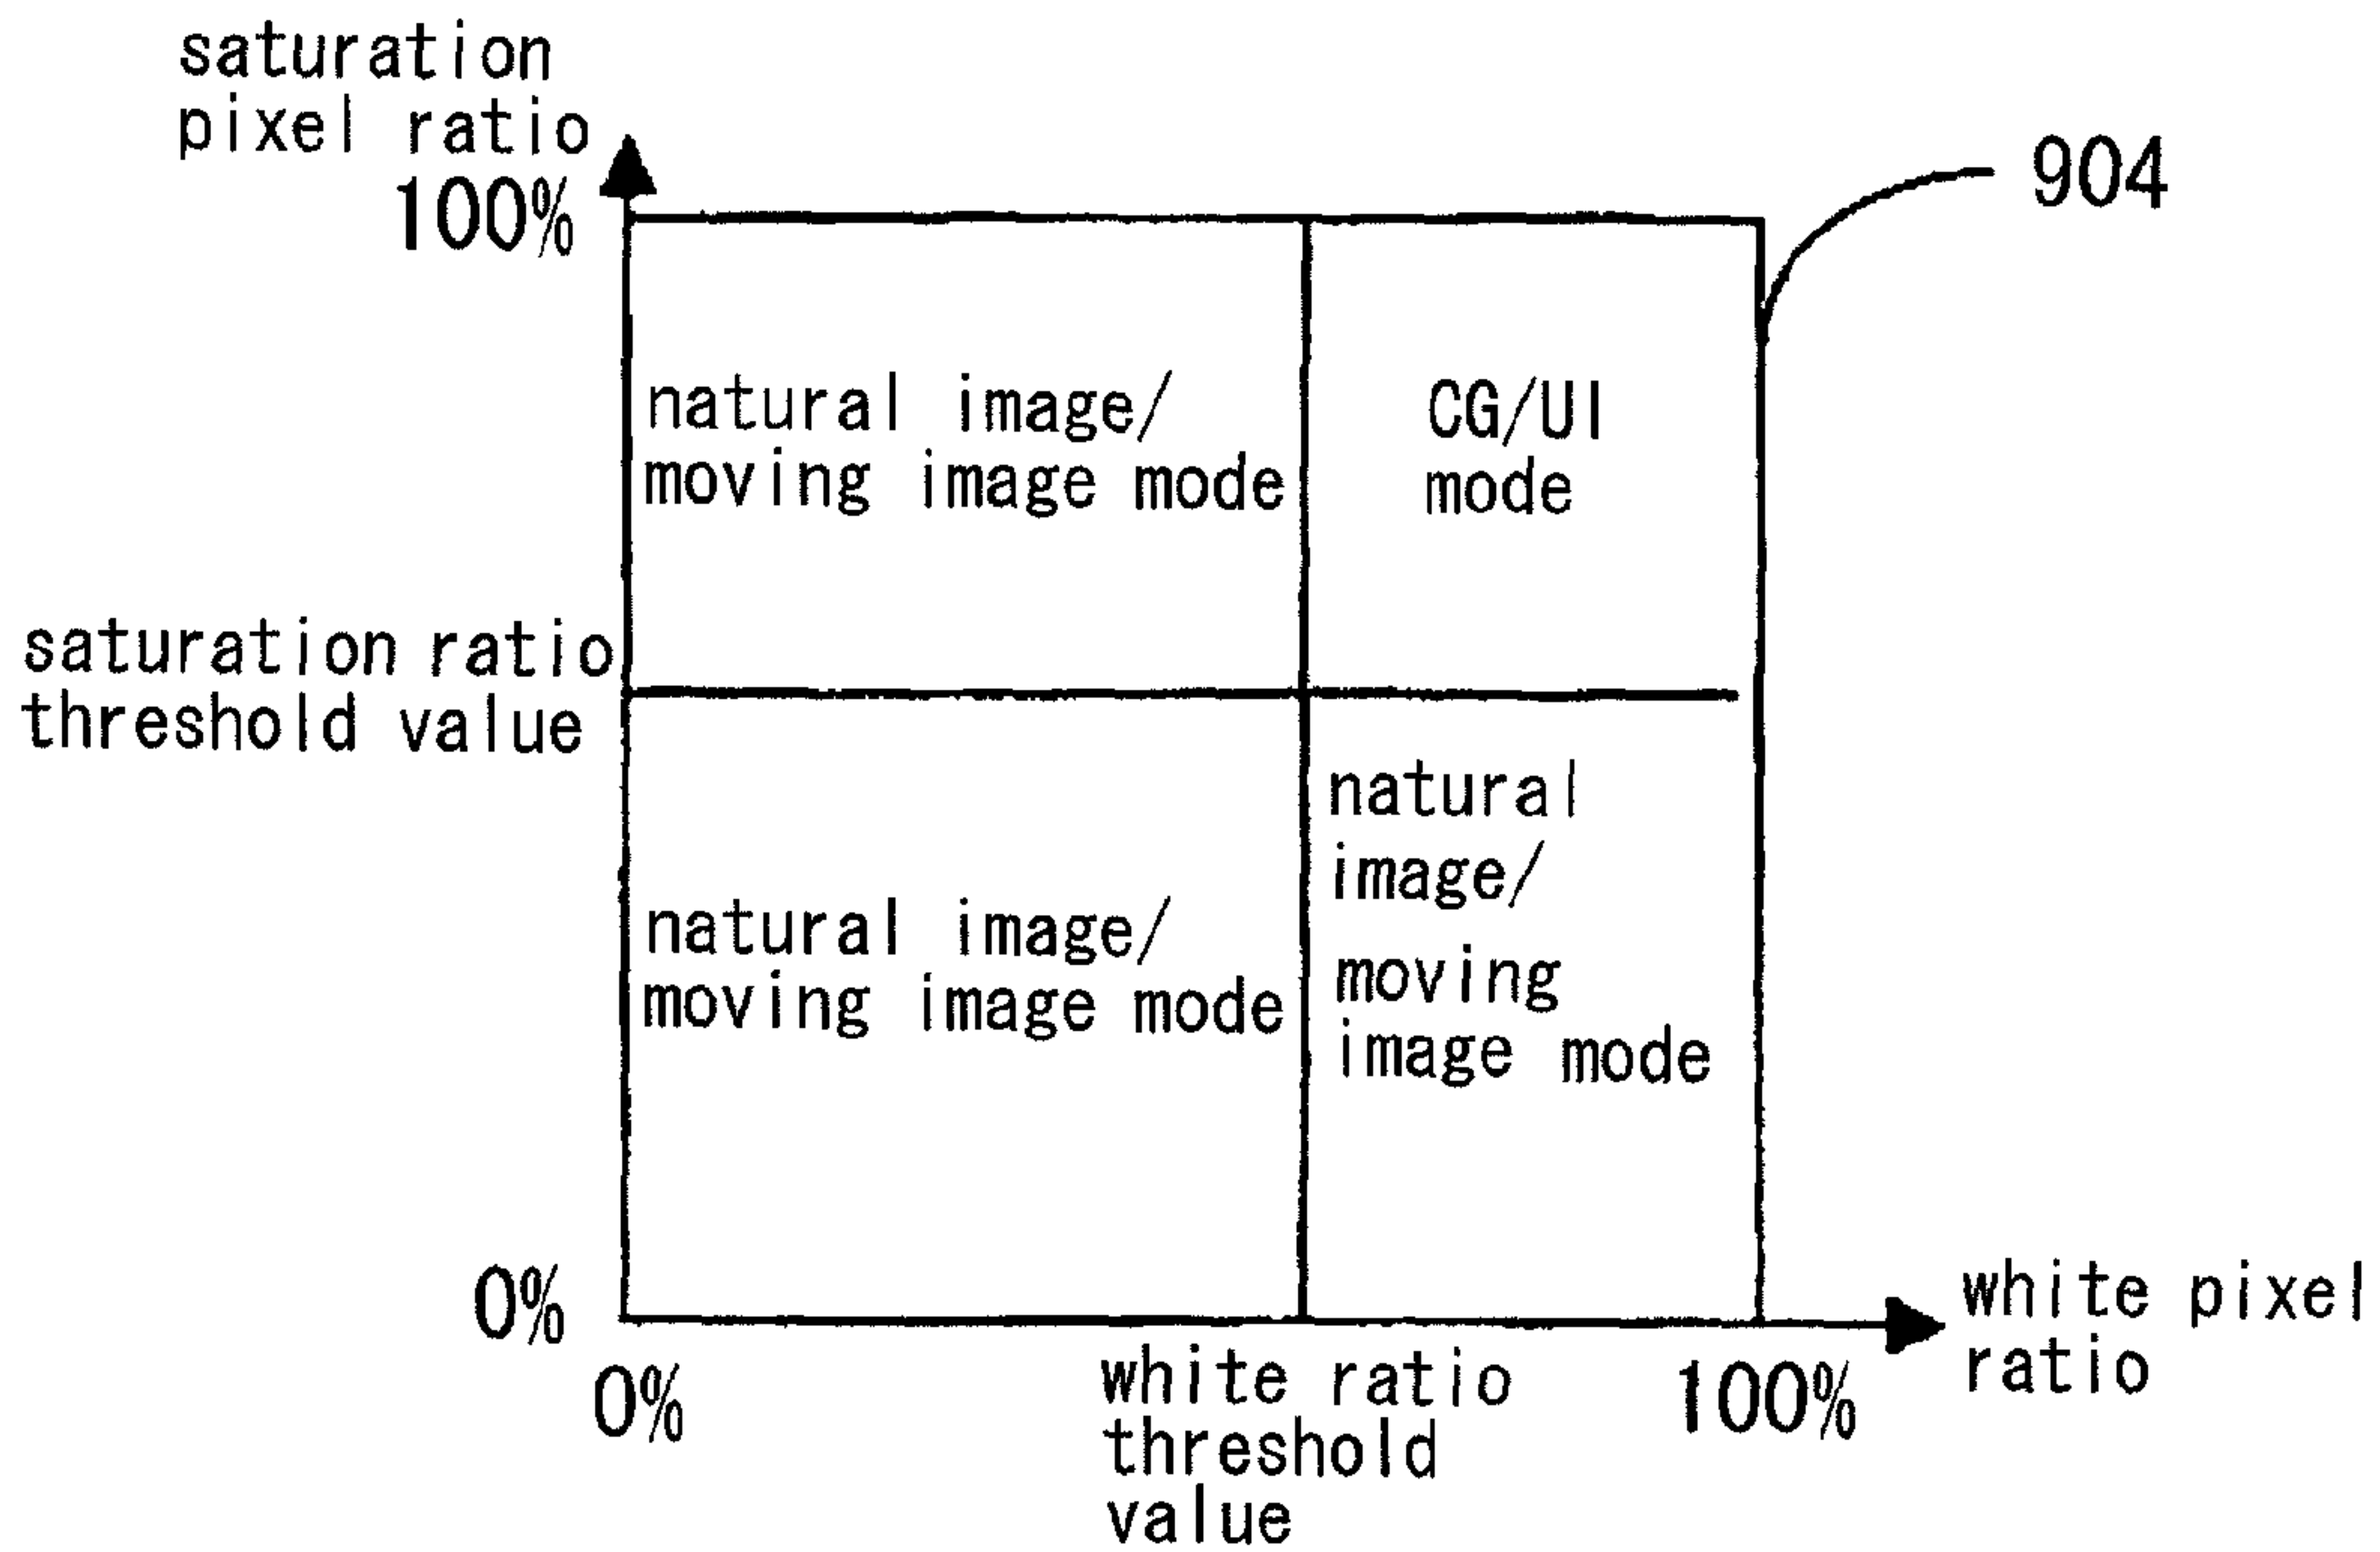 saturation
pixel ratio
100%
904
natural image/
moving image mode
CG/UI
mode
saturation ratio
threshold value
natural
image/
moving
image mode
natural image/
moving image mode
0%
0%
white ratio
threshold
value
100%
white pixel
ratio